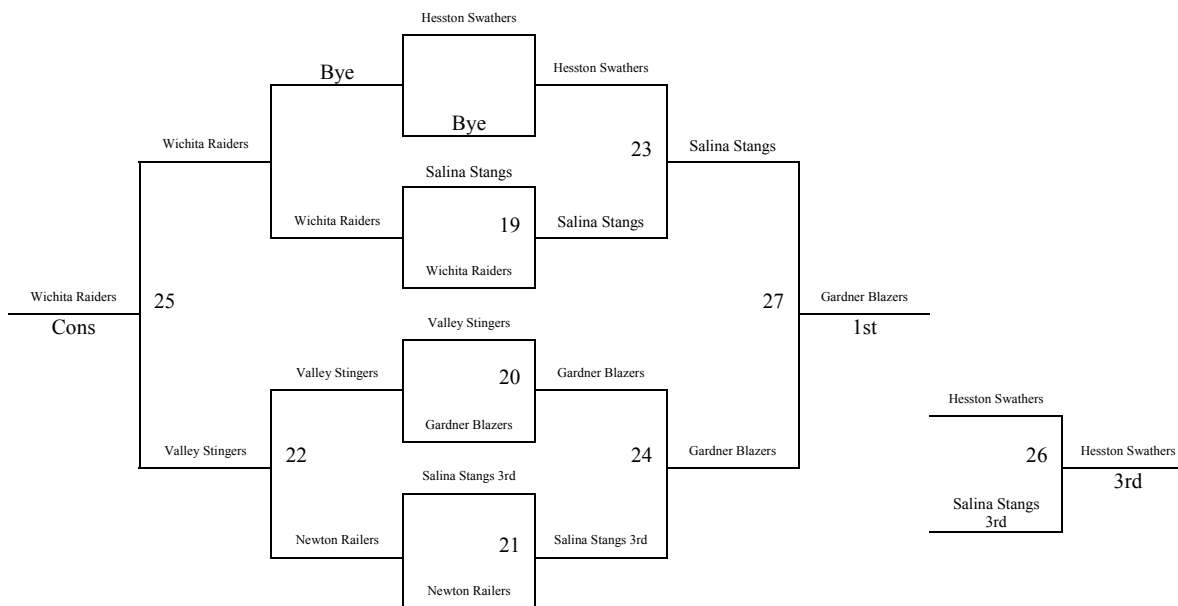 Hesston Swathers
Bye
Hesston Swathers
Bye
Wichita Raiders
23
Salina Stangs
Salina Stangs
Wichita Raiders
19
Salina Stangs
Wichita Raiders
Wichita Raiders
25
27
Gardner Blazers
Cons
1st
Valley Stingers
Valley Stingers
20
Gardner Blazers
Hesston Swathers
Gardner Blazers
Valley Stingers
22
24
Gardner Blazers
26
Hesston Swathers
3rd
Salina Stangs 3rd
Salina Stangs
3rd
Newton Railers
21
Salina Stangs 3rd
Newton Railers